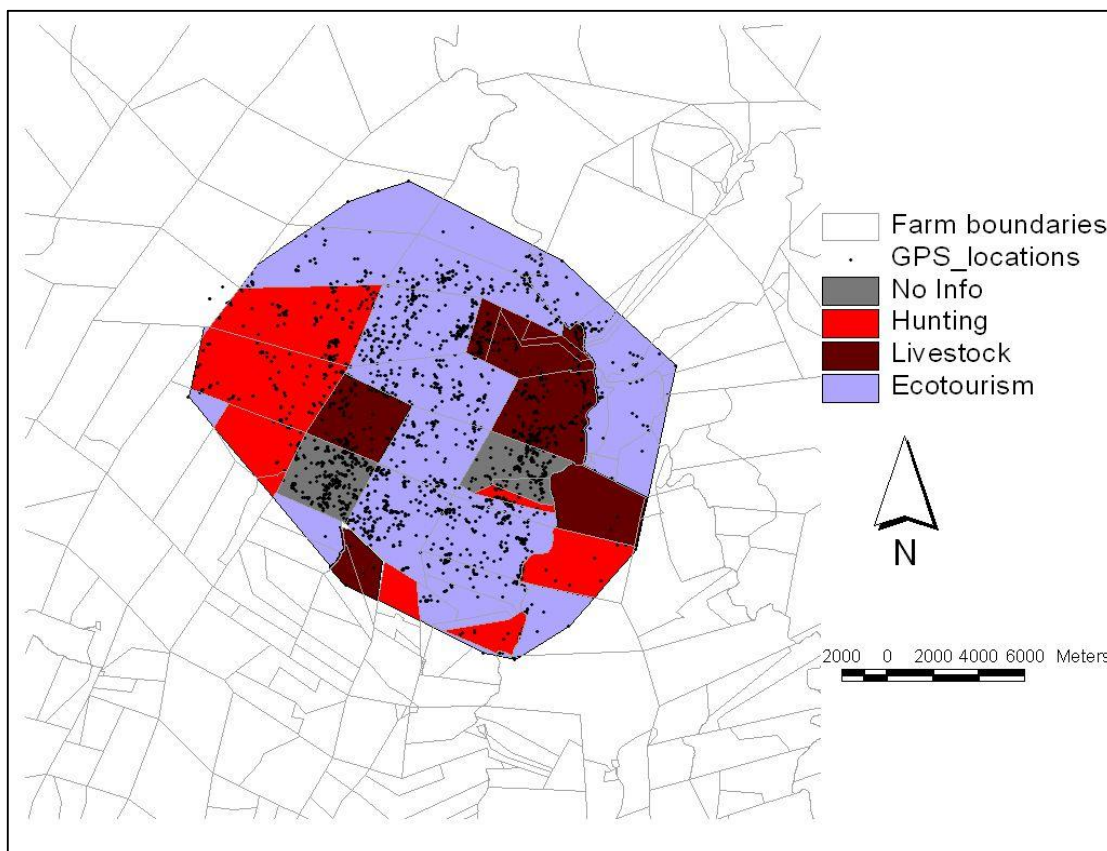 Farm boundaries
GPS_locations
No Info
Hunting
Livestock
Ecotourism
N
2000 0 2000 4000 6000 Meters